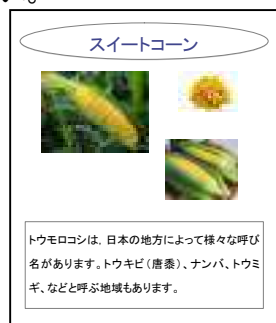 スイートコーン
トウモロコシは、日本の地方によって様々な呼び
名があります。トウキビ（唐黍）、ナンバ、トウミ
ギ、などと呼ぶ地域もあります。